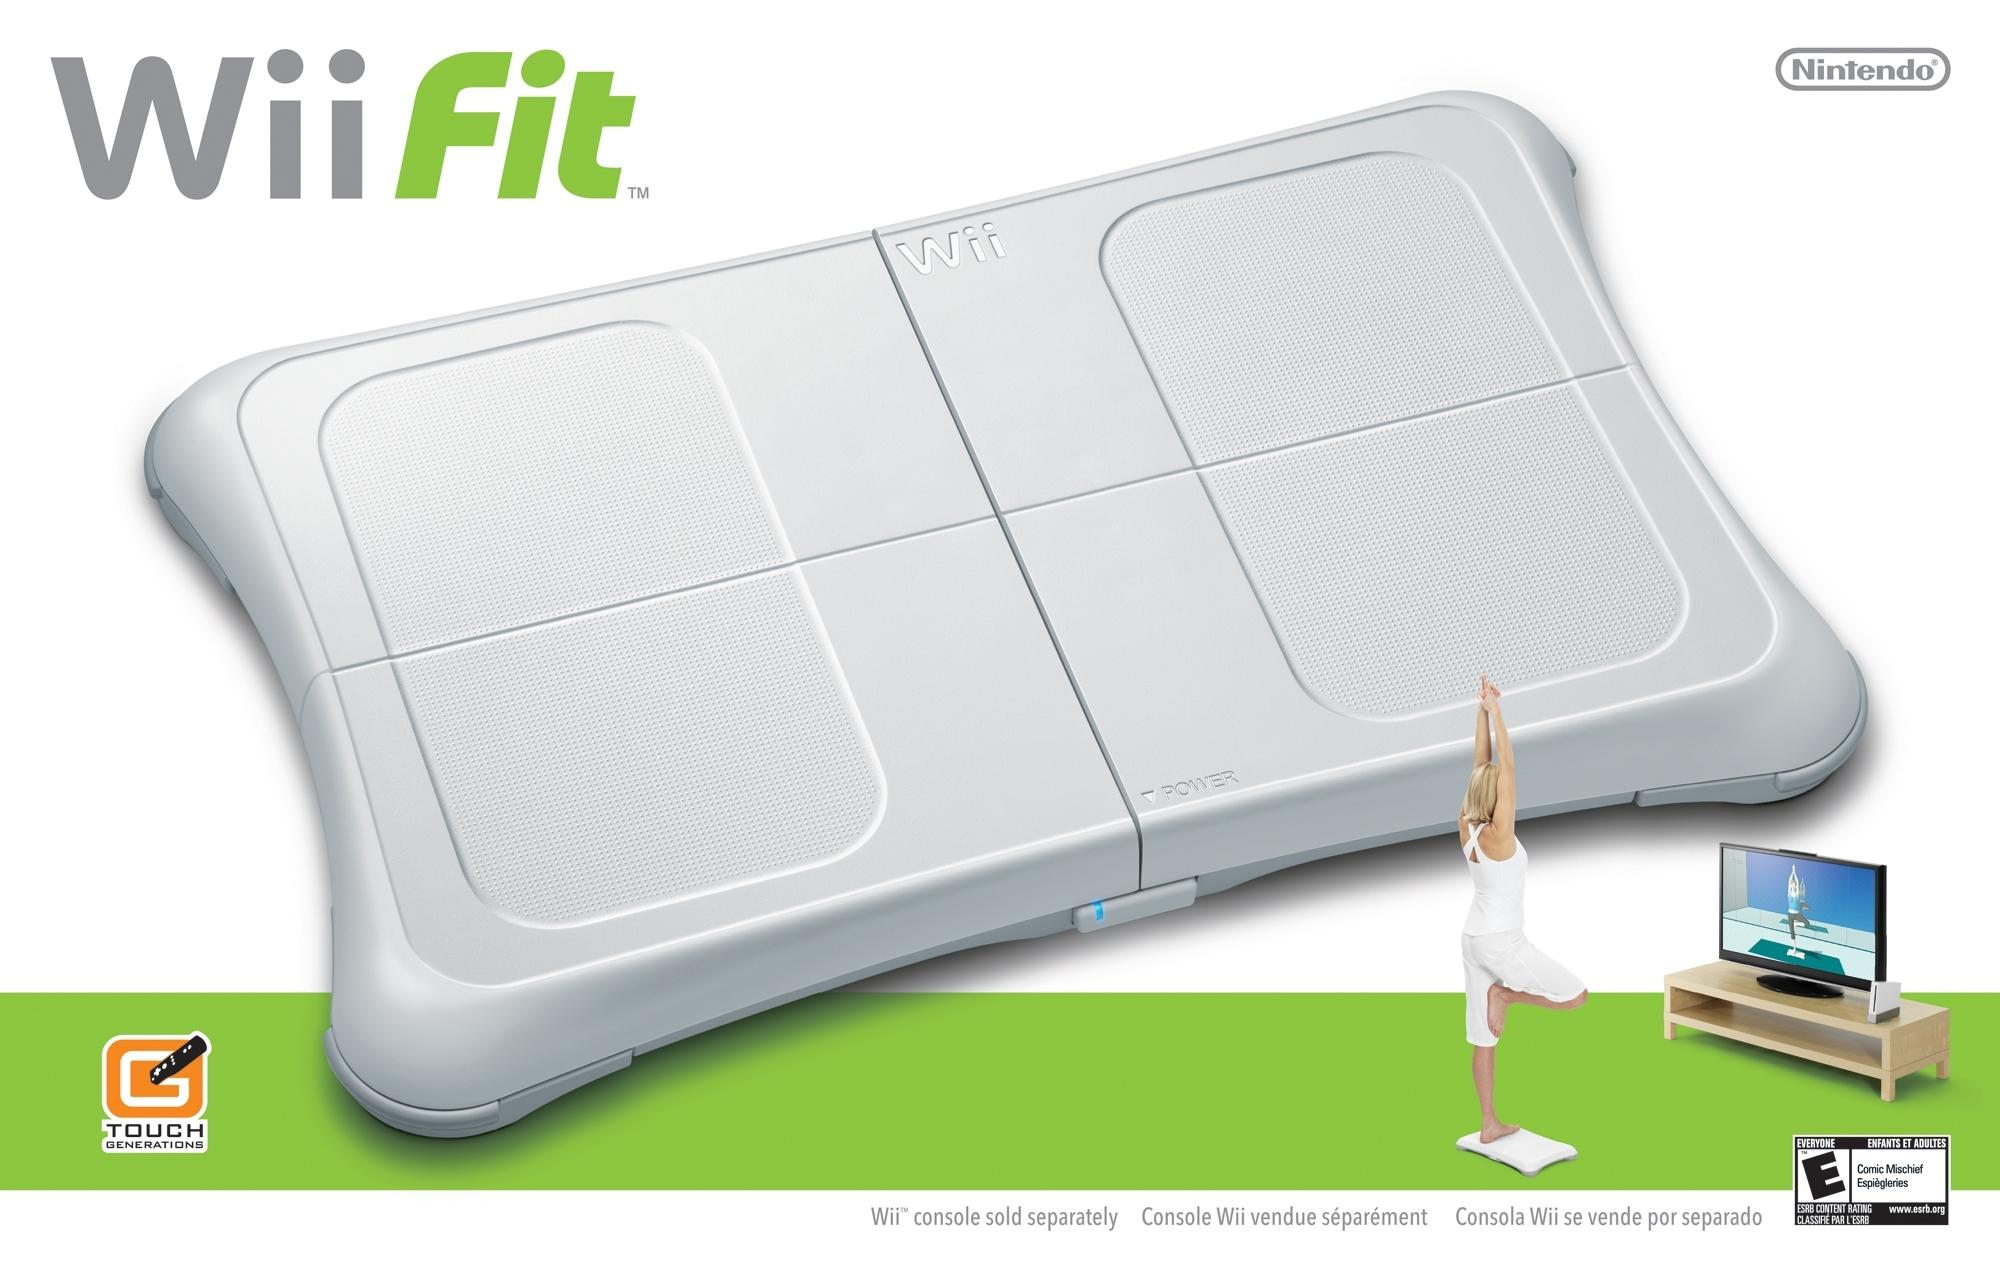 Wii Fit™
Nintendo®
Wii
▽ POWER
TOUCH
GENERATIONS
EVERYONE ENFANTS ET ADULTES
E™
Comic Mischief
Espiègleries
ESRB CONTENT RATING www.esrb.org
CLASSIFIÉ PAR L'ESRB
Wii™ console sold separately Console Wii vendue séparément Consola Wii se vende por separado